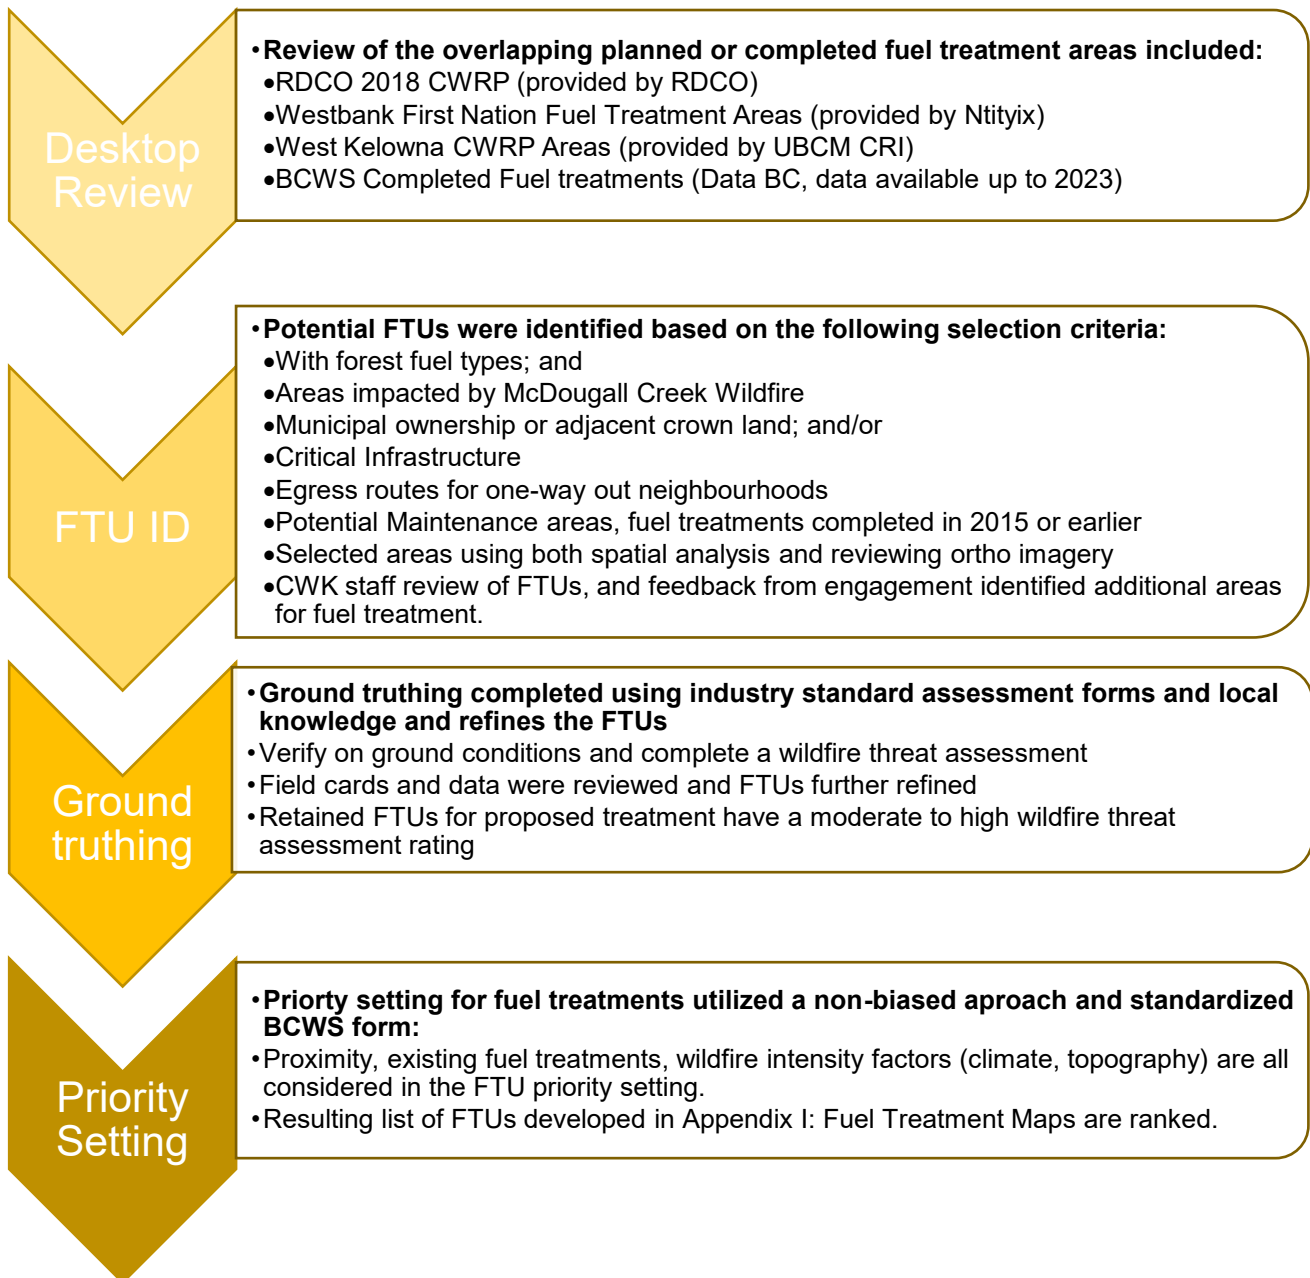 Desktop
Review
•Review of the overlapping planned or completed fuel treatment areas included:
•RDCO 2018 CWRP (provided by RDCO)
•Westbank First Nation Fuel Treatment Areas (provided by Ntityix)
•West Kelowna CWRP Areas (provided by UBCM CRI)
•BCWS Completed Fuel treatments (Data BC, data available up to 2023)
FTU ID
•Potential FTUs were identified based on the following selection criteria:
•With forest fuel types; and
•Areas impacted by McDougall Creek Wildfire
•Municipal ownership or adjacent crown land; and/or
•Critical Infrastructure
•Egress routes for one-way out neighbourhoods
•Potential Maintenance areas, fuel treatments completed in 2015 or earlier
•Selected areas using both spatial analysis and reviewing ortho imagery
•CWK staff review of FTUs, and feedback from engagement identified additional areas
for fuel treatment.
Ground
truthing
•Ground truthing completed using industry standard assessment forms and local
knowledge and refines the FTUs
•Verify on ground conditions and complete a wildfire threat assessment
•Field cards and data were reviewed and FTUs further refined
•Retained FTUs for proposed treatment have a moderate to high wildfire threat
assessment rating
Priority
Setting
•Priorty setting for fuel treatments utilized a non-biased aproach and standardized
BCWS form:
•Proximity, existing fuel treatments, wildfire intensity factors (climate, topography) are all
considered in the FTU priority setting.
•Resulting list of FTUs developed in Appendix I: Fuel Treatment Maps are ranked.